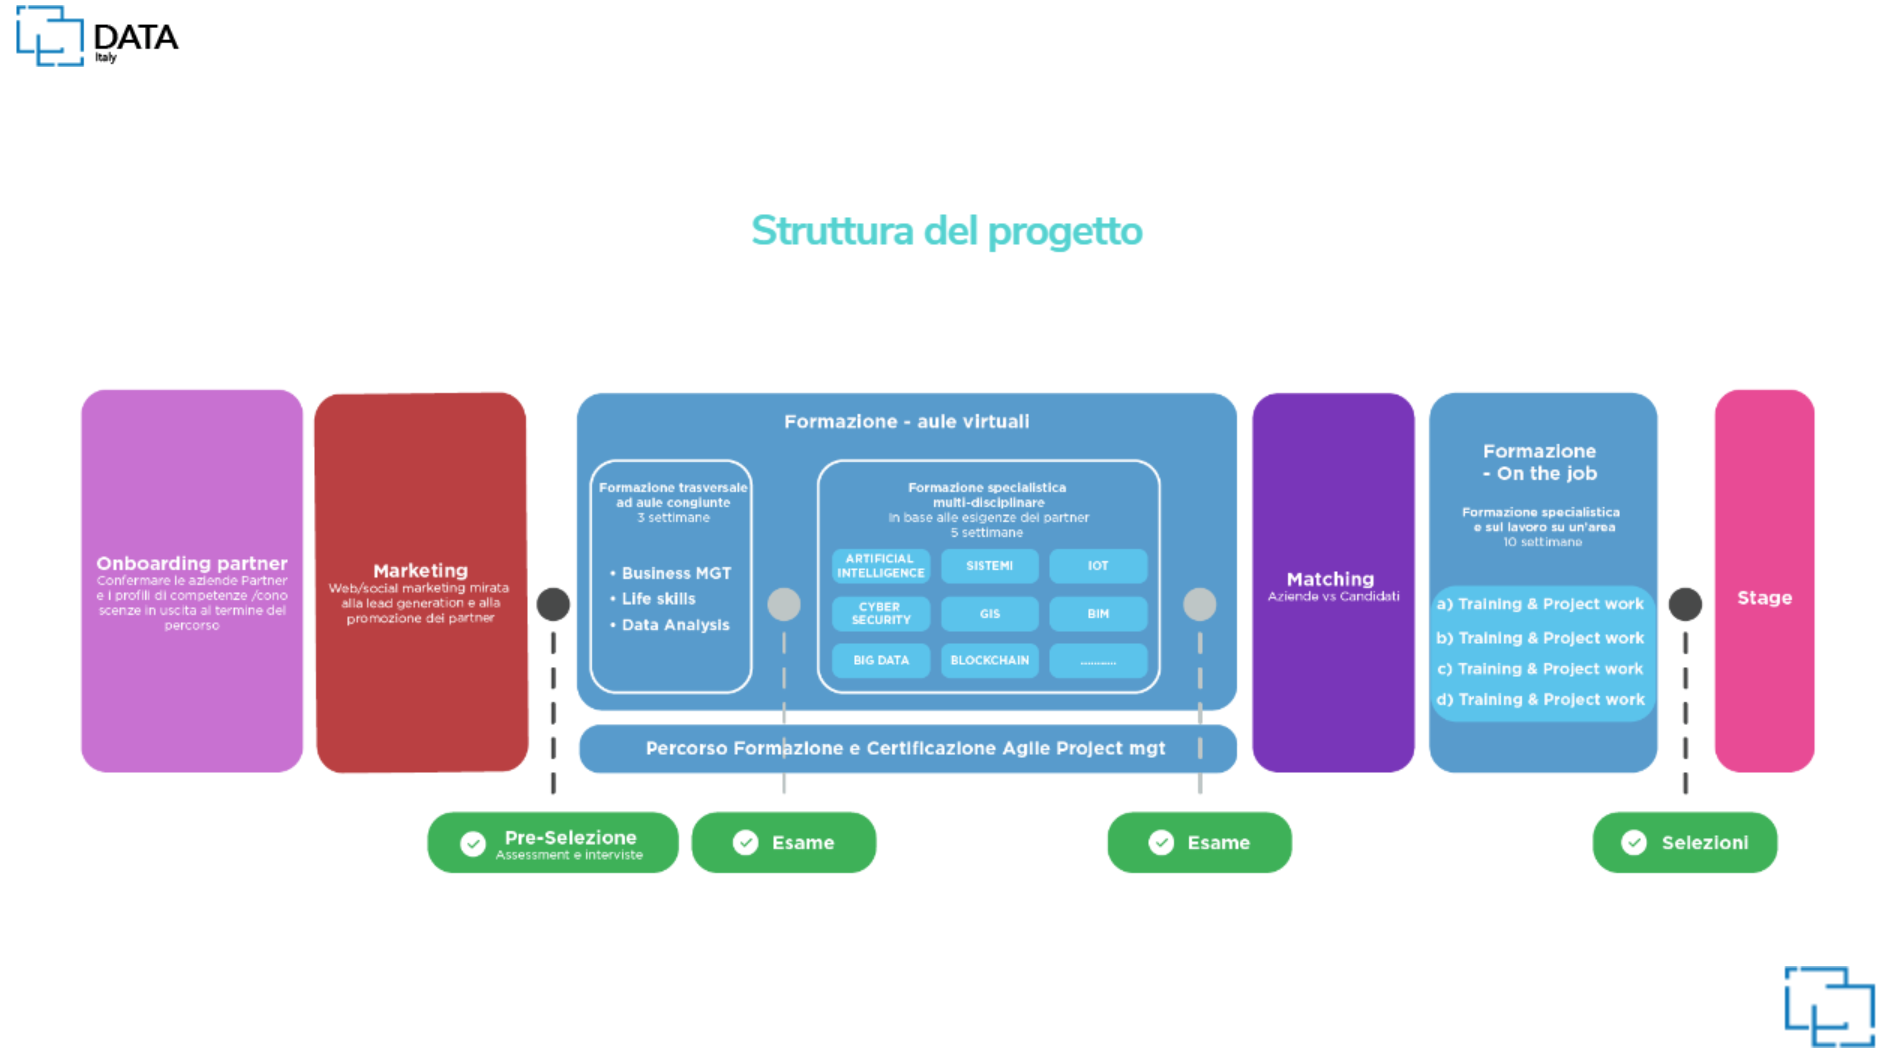 DATA
Italy
Struttura del progetto
Onboarding partner
Confermare le aziende Partner
e i profili di competenze /cono
scenze in uscita al termine del
percorso
Marketing
Web/social marketing mirata
alla lead generation e alla
promozione dei partner
Formazione - aule virtuali
Formazione trasversale
ad aule congiunte
3 settimane
• Business MGT
• Life skills
• Data Analysis
Formazione specialistica
multi-disciplinare
In base alle esigenze dei partner
5 settimane
ARTIFICIAL
INTELLIGENCE
SISTEMI
IOT
CYBER
SECURITY
GIS
BIM
BIG DATA
BLOCKCHAIN
...........
Percorso Formazione e Certificazione Agile Project mgt
Matching
Aziende vs Candidati
Formazione
- On the job
Formazione specialistica
e sul lavoro su un'area
10 settimane
a) Training & Project work
b) Training & Project work
c) Training & Project work
d) Training & Project work
Stage
Pre-Selezione
Assessment e interviste
Esame
Esame
Selezioni